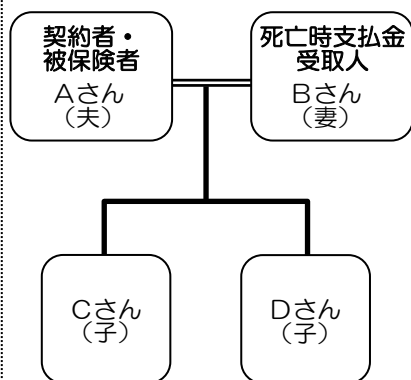 契約者・
被保険者
Aさん
（夫）
死亡時支払金
受取人
Bさん
（妻）
Cさん
（子）
Dさん
（子）